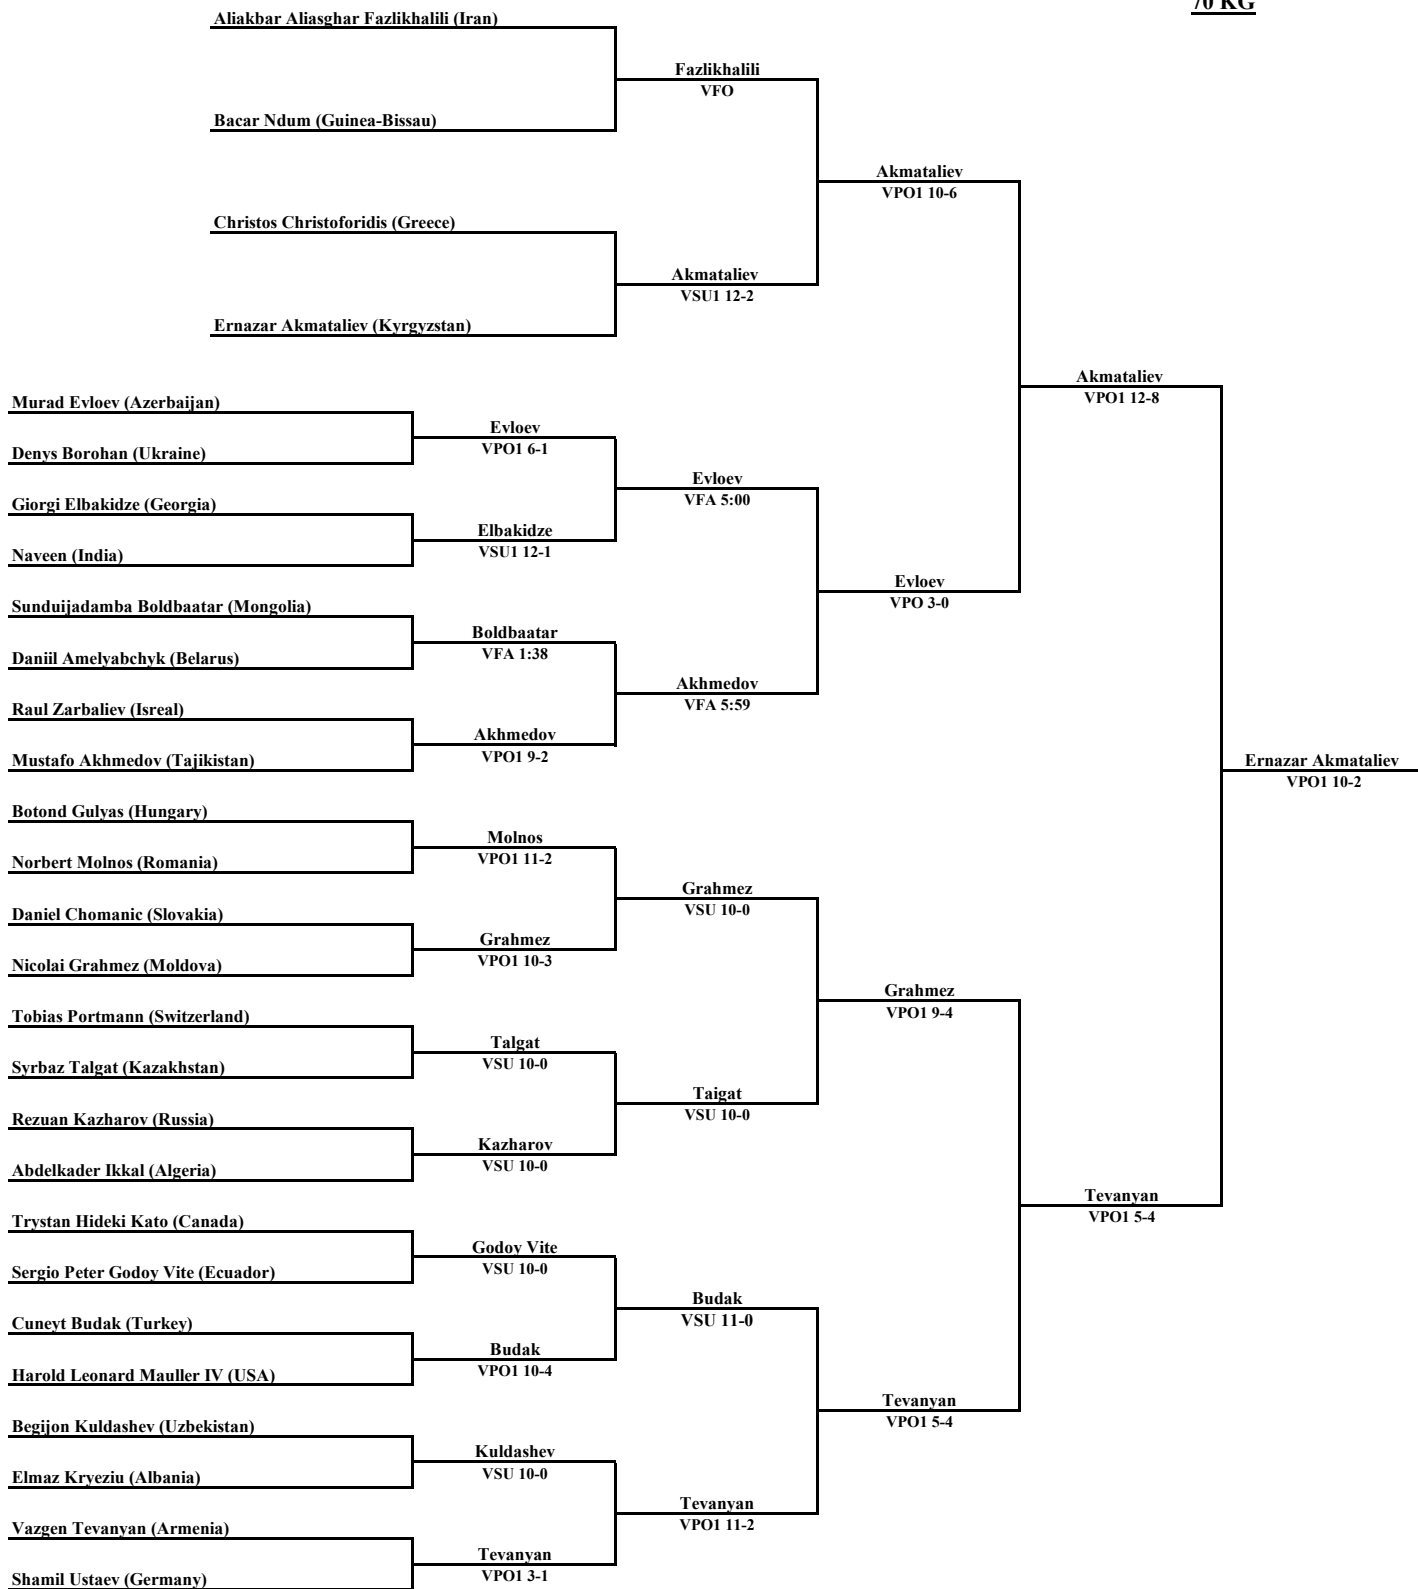 70 KG
Aliakbar Aliasghar Fazlikhalili (Iran)
Fazlikhalili
VFO
Bacar Ndum (Guinea-Bissau)
Akmataliev
VPO1 10-6
Christos Christoforidis (Greece)
Akmataliev
VSU1 12-2
Ernazar Akmataliev (Kyrgyzstan)
Akmataliev
VPO1 12-8
Murad Evloev (Azerbaijan)
Evloev
VPO1 6-1
Denys Borohan (Ukraine)
Evloev
VFA 5:00
Giorgi Elbakidze (Georgia)
Elbakidze
VSU1 12-1
Naveen (India)
Evloev
VPO 3-0
Sunduijadamba Boldbaatar (Mongolia)
Boldbaatar
VFA 1:38
Daniil Amelyabchyk (Belarus)
Akhmedov
VFA 5:59
Raul Zarbaliev (Isreal)
Akhmedov
VPO1 9-2
Mustafo Akhmedov (Tajikistan)
Ernazar Akmataliev
VPO1 10-2
Botond Gulyas (Hungary)
Molnos
VPO1 11-2
Norbert Molnos (Romania)
Grahmez
VSU 10-0
Daniel Chomanic (Slovakia)
Grahmez
VPO1 10-3
Nicolai Grahmez (Moldova)
Grahmez
VPO1 9-4
Tobias Portmann (Switzerland)
Talgat
VSU 10-0
Syrbaz Talgat (Kazakhstan)
Taigat
VSU 10-0
Rezuan Kazharov (Russia)
Kazharov
VSU 10-0
Abdelkader Ikkal (Algeria)
Tevanyan
VPO1 5-4
Trystan Hideki Kato (Canada)
Godoy Vite
VSU 10-0
Sergio Peter Godoy Vite (Ecuador)
Budak
VSU 11-0
Cuneyt Budak (Turkey)
Budak
VPO1 10-4
Harold Leonard Mauller IV (USA)
Tevanyan
VPO1 5-4
Begijon Kuldashev (Uzbekistan)
Kuldashev
VSU 10-0
Elmaz Kryeziu (Albania)
Tevanyan
VPO1 11-2
Vazgen Tevanyan (Armenia)
Tevanyan
VPO1 3-1
Shamil Ustaev (Germany)